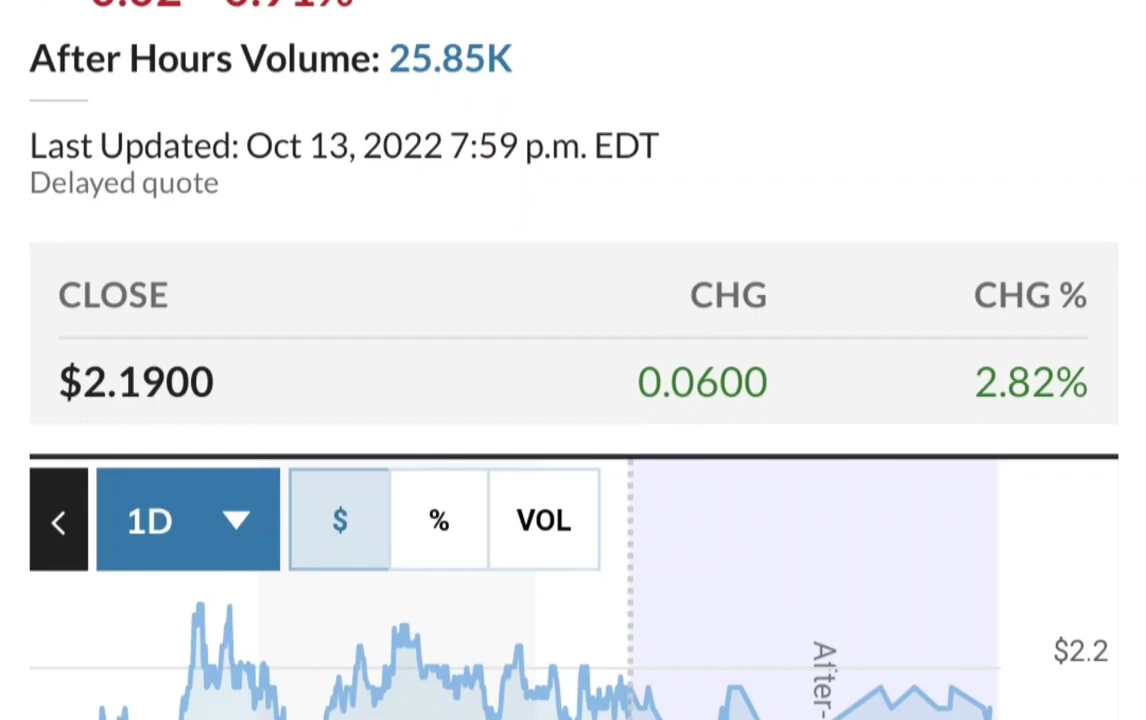 After Hours Volume: 25.85K
Last Updated: Oct 13, 2022 7:59 p.m. EDT
Delayed quote
CLOSE CHG CHG %
$2.1900 0.0600 2.82%
1D $ % VOL
$2.2
After-